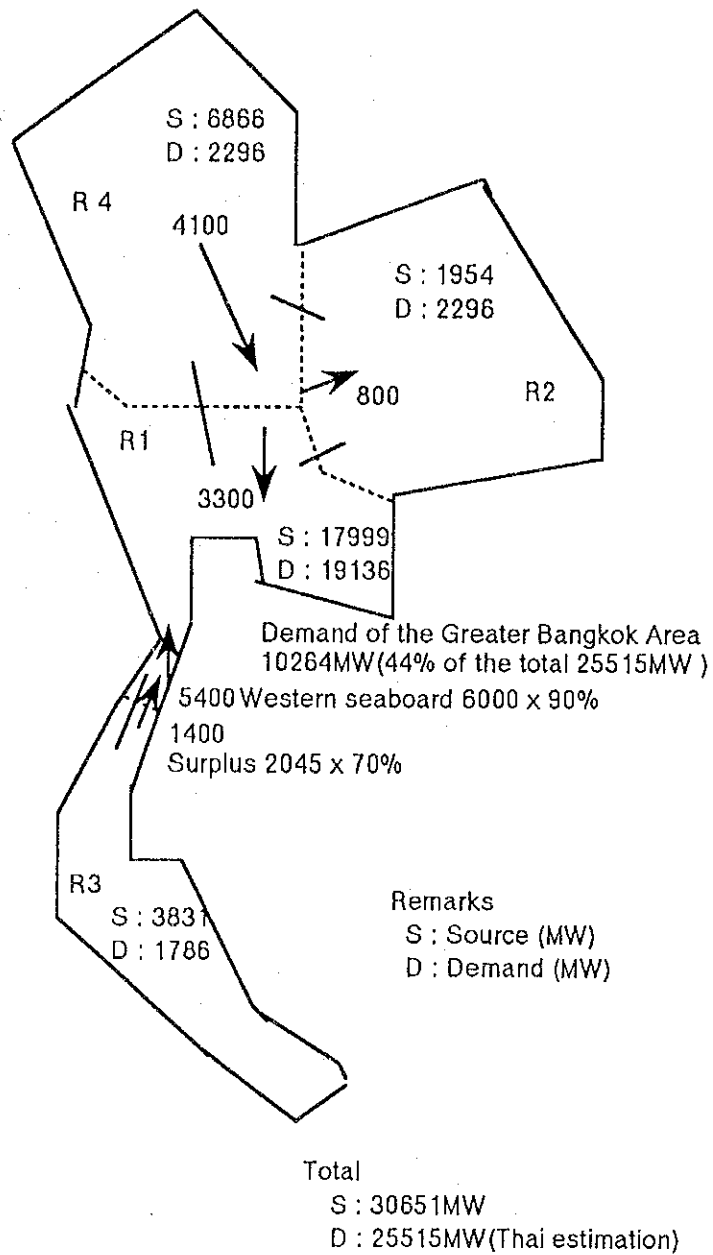 S : 6866
D : 2296
R 4
4100
S : 1954
D : 2296
800
R2
R1
3300
S : 17999
D : 19136
Demand of the Greater Bangkok Area
10264MW(44% of the total 25515MW )
5400 Western seaboard 6000 x 90%
1400
Surplus 2045 x 70%
R3
S : 3831
D : 1786
Remarks
S : Source (MW)
D : Demand (MW)
Total
S : 30651MW
D : 25515MW(Thai estimation)